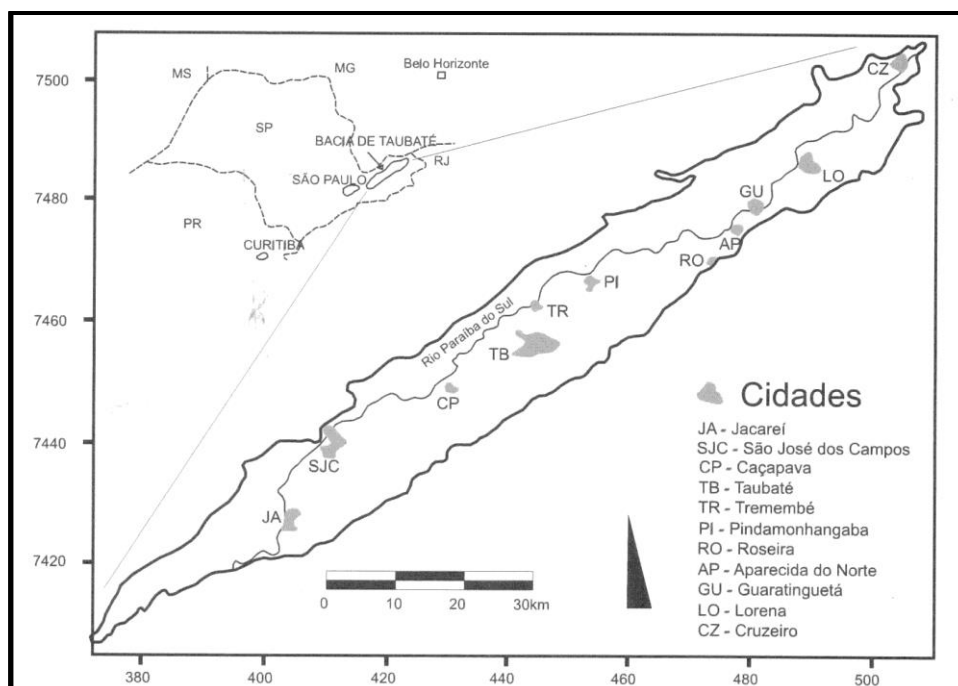 7500
7480
7460
7440
7420
380
400
420
440
460
480
500
MS
MG
Belo Horizonte
SP
BACIA DE TAUBATÉ
RJ
SÃO PAULO
PR
CURITIBA
CZ
LO
GU
AP
RO
PI
TR
Rio Paraíba do Sul
TB
CP
SJC
JA
0 10 20 30km
Cidades
JA - Jacareí
SJC - São José dos Campos
CP - Caçapava
TB - Taubaté
TR - Tremembé
PI - Pindamonhangaba
RO - Roseira
AP - Aparecida do Norte
GU - Guaratinguetá
LO - Lorena
CZ - Cruzeiro